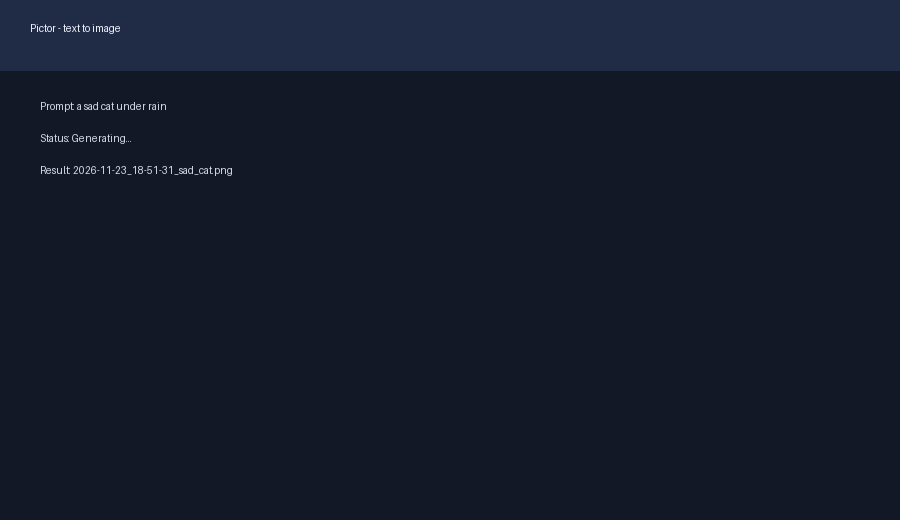 Pictor - text to image
Prompt: a sad cat under rain
Status: Generating...
Result: 2026-11-23_18-51-31_sad_cat.png